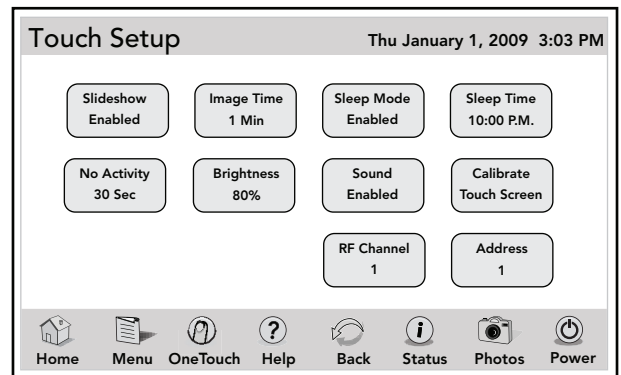 Touch Setup
Thu January 1, 2009 3:03 PM
Slideshow
Enabled
Image Time
1 Min
Sleep Mode
Enabled
Sleep Time
10:00 P.M.
No Activity
30 Sec
Brightness
80%
Sound
Enabled
Calibrate
Touch Screen
RF Channel
1
Address
1
Home
Menu
OneTouch
?
Help
Back
i
Status
Photos
Power